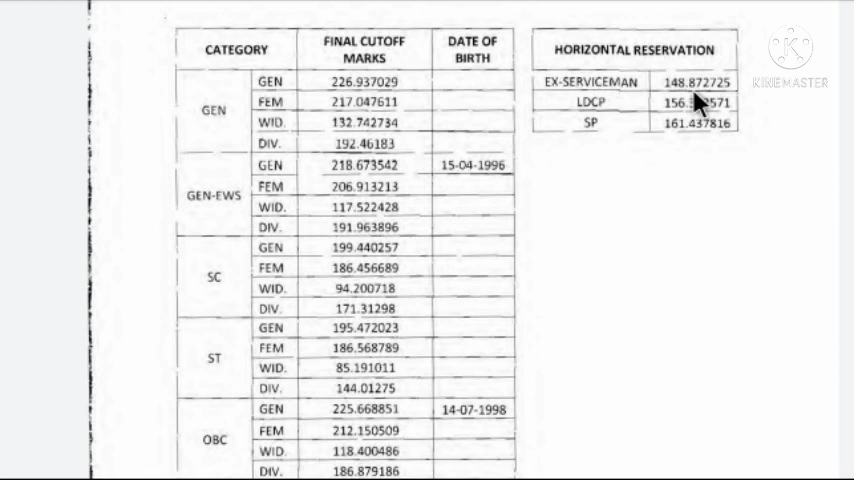 CATEGORY FINAL CUTOFF MARKS DATE OF BIRTH
GEN GEN 226.937029
FEM 217.047611
WID. 132.742734
DIV. 192.46183
GEN-EWS GEN 218.673542 15-04-1996
FEM 206.913213
WID. 117.522428
DIV. 191.963896
SC GEN 199.440257
FEM 186.456689
WID. 94.200718
DIV. 171.31298
ST GEN 195.472023
FEM 186.568789
WID. 85.191011
DIV. 144.01275
OBC GEN 225.668851 14-07-1998
FEM 212.150509
WID. 118.400486
DIV. 186.879186
HORIZONTAL RESERVATION
EX-SERVICEMAN 148.872725
LDCP
SP 161.437816
KINEMASTER